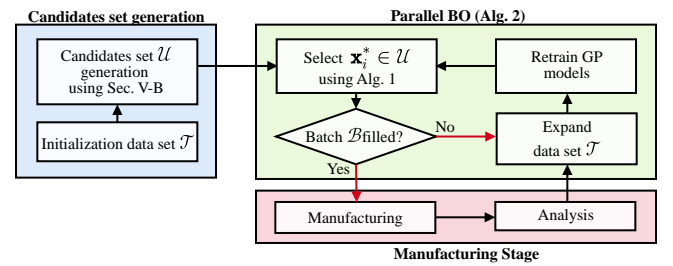 Candidates set generation
Candidates set 𝒰
generation
using Sec. V-B
Initialization data set 𝒯
Parallel BO (Alg. 2)
Select 𝐱*ᵢ ∈ 𝒰
using Alg. 1
Retrain GP
models
Batch ℬfilled?
No
Yes
Expand
data set 𝒯
Manufacturing
Analysis
Manufacturing Stage